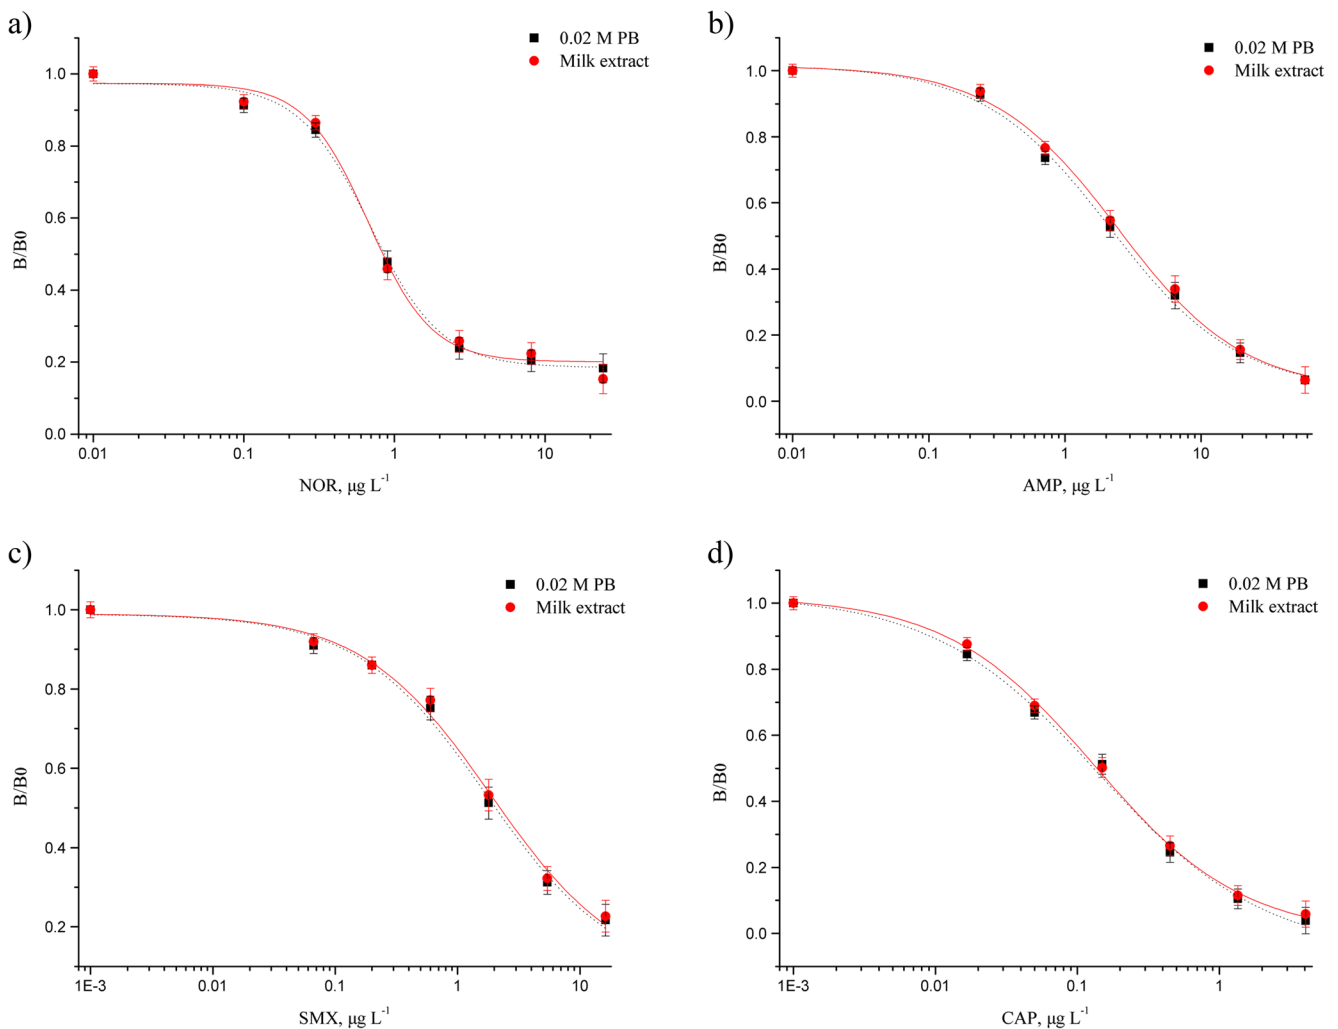 a)
0.02 M PB
Milk extract
1.0
0.8
0.6
0.4
0.2
0.0
B/B0
0.01
0.1
1
10
NOR, μg L⁻¹
b)
0.02 M PB
Milk extract
1.0
0.8
0.6
0.4
0.2
0.0
B/B0
0.01
0.1
1
10
AMP, μg L⁻¹
c)
0.02 M PB
Milk extract
1.0
0.8
0.6
0.4
0.2
B/B0
1E-3
0.01
0.1
1
10
SMX, μg L⁻¹
d)
0.02 M PB
Milk extract
1.0
0.8
0.6
0.4
0.2
0.0
B/B0
1E-3
0.01
0.1
1
CAP, μg L⁻¹